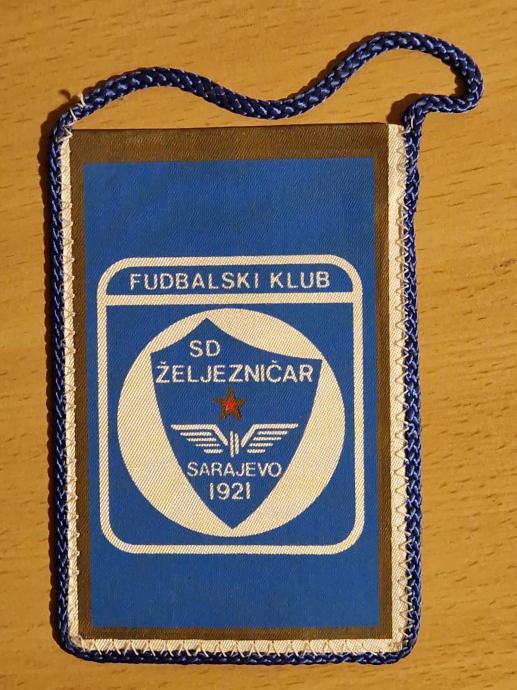 FUDBALSKI KLUB
SD
ŽELJEZNIČAR
SARAJEVO
1921